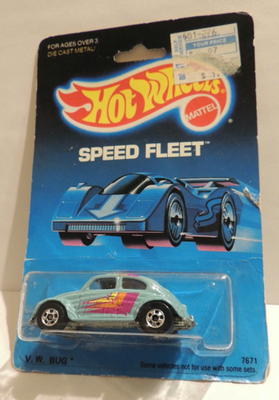 FOR AGES OVER 3
DIE CAST METAL!
YOUR PRICE
Hot Wheels
MATTEL
SPEED FLEET™
V.W. BUG
7671
Some vehicles not for use with some sets.